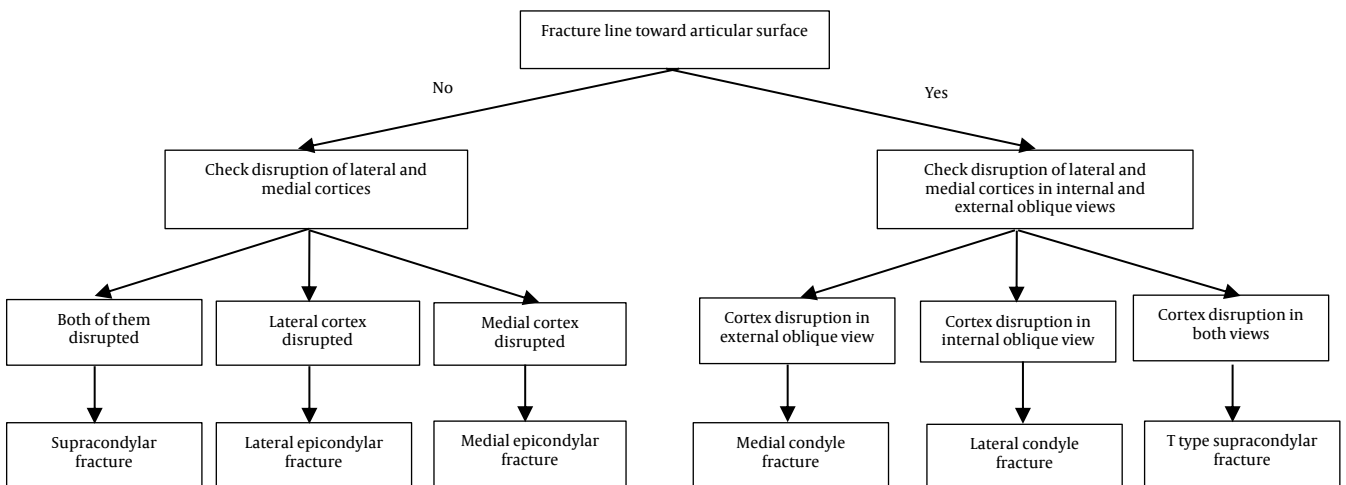 Fracture line toward articular surface
No
Yes
Check disruption of lateral and
medial cortices
Check disruption of lateral and
medial cortices in internal and
external oblique views
Both of them
disrupted
Lateral cortex
disrupted
Medial cortex
disrupted
Cortex disruption in
external oblique view
Cortex disruption in
internal oblique view
Cortex disruption in
both views
Supracondylar
fracture
Lateral epicondylar
fracture
Medial epicondylar
fracture
Medial condyle
fracture
Lateral condyle
fracture
T type supracondylar
fracture